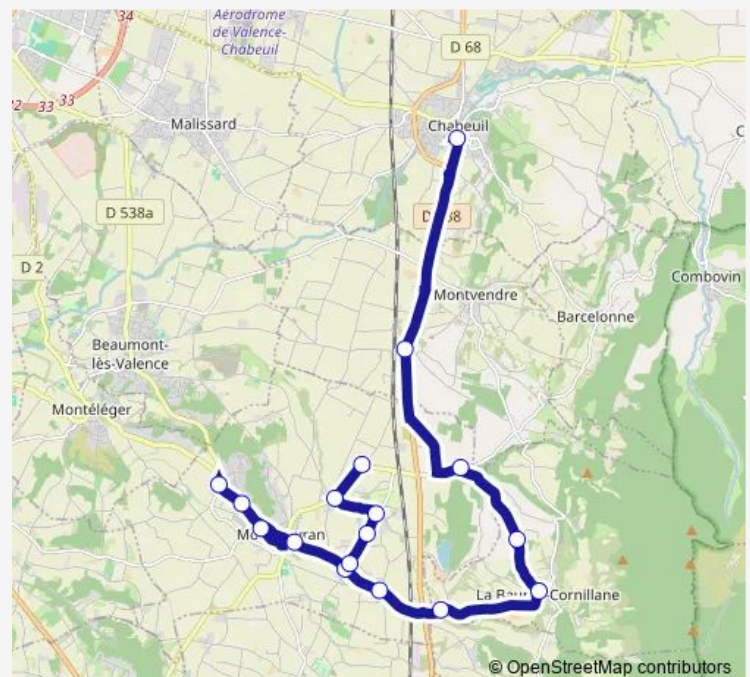 34
Aérodrome
de Valence-
Chabeuil
D 68
33
33
Malissard
Chabeuil
D 538a
D 2
Montvendre
Combovin
Barcelonne
Beaumont-
lès-Valence
Montéléger
Cornillane
© OpenStreetMap contributors